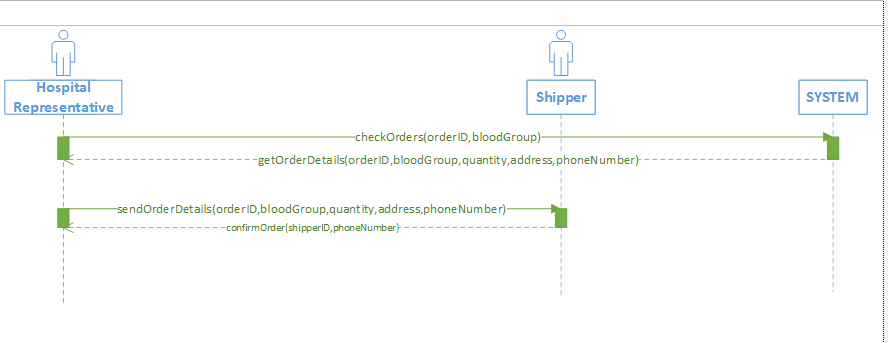 Hospital
Representative
Shipper
SYSTEM
checkOrders(orderID,bloodGroup)
getOrderDetails(orderID,bloodGroup,quantity,address,phoneNumber)
sendOrderDetails(orderID,bloodGroup,quantity,address,phoneNumber)
confirmOrder(shipperID,phoneNumber)